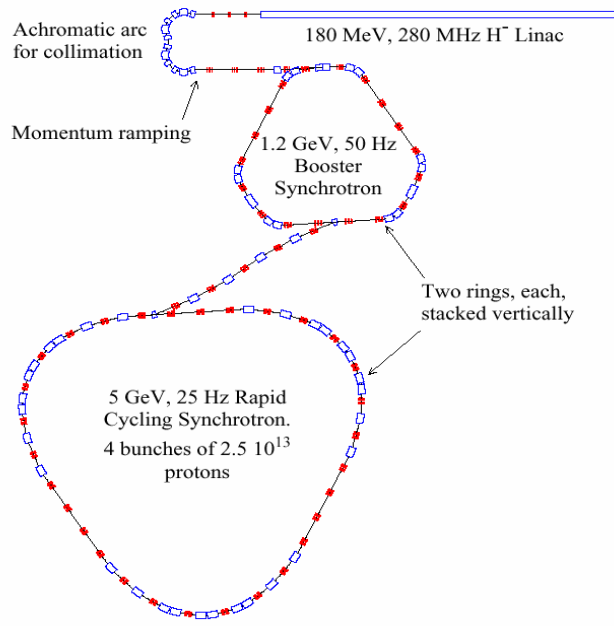 Achromatic arc
for collimation
180 MeV, 280 MHz H⁻ Linac
Momentum ramping
1.2 GeV, 50 Hz
Booster
Synchrotron
Two rings, each,
stacked vertically
5 GeV, 25 Hz Rapid
Cycling Synchrotron.
4 bunches of 2.5 10¹³
protons